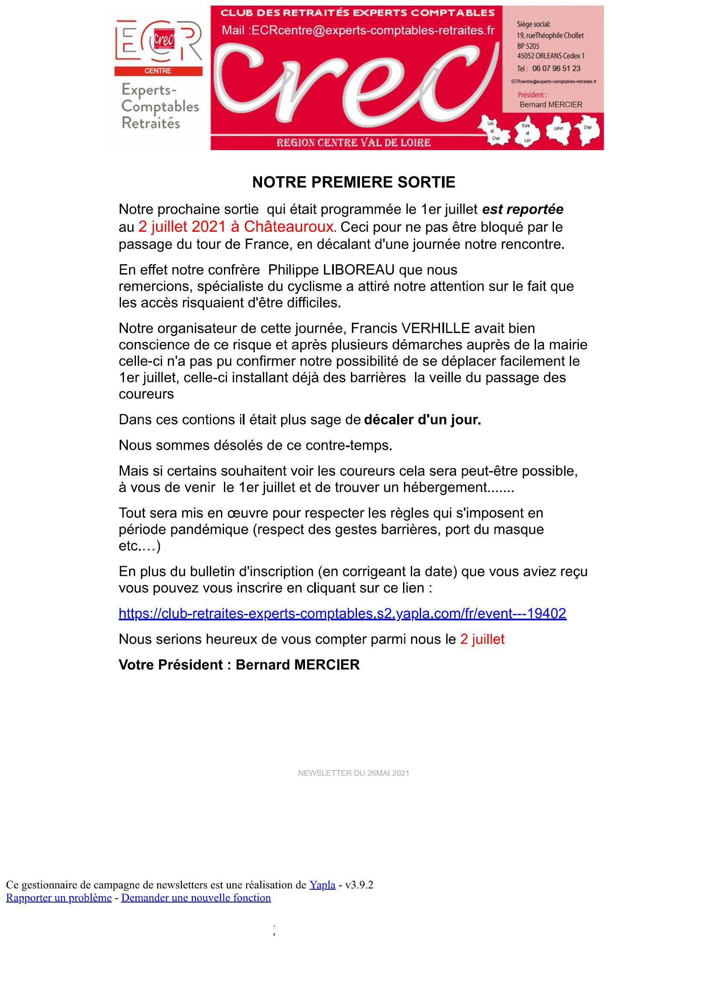 CLUB DES RETRAITÉS EXPERTS COMPTABLES
Mail :ECRcentre@experts-comptables-retraites.fr
ECR
crec
CENTRE
Experts-
Comptables
Retraités
crec
REGION CENTRE VAL DE LOIRE
Siège social:
19, rueThéophile Chollet
BP 5205
45052 ORLEANS Cedex 1
Tel : 06 07 96 51 23
ECRcentre@experts-comptables-retraites.fr
Président :
Bernard MERCIER
Loir
et
Cher
Eure
et
Loir
Loiret
Cher
NOTRE PREMIERE SORTIE
Notre prochaine sortie  qui était programmée le 1er juillet est reportée
au 2 juillet 2021 à Châteauroux. Ceci pour ne pas être bloqué par le
passage du tour de France, en décalant d'une journée notre rencontre.
En effet notre confrère  Philippe LIBOREAU que nous
remercions, spécialiste du cyclisme a attiré notre attention sur le fait que
les accès risquaient d'être difficiles.
Notre organisateur de cette journée, Francis VERHILLE avait bien
conscience de ce risque et après plusieurs démarches auprès de la mairie
celle-ci n'a pas pu confirmer notre possibilité de se déplacer facilement le
1er juillet, celle-ci installant déjà des barrières  la veille du passage des
coureurs
Dans ces contions il était plus sage de décaler d'un jour.
Nous sommes désolés de ce contre-temps.
Mais si certains souhaitent voir les coureurs cela sera peut-être possible,
à vous de venir  le 1er juillet et de trouver un hébergement.......
Tout sera mis en œuvre pour respecter les règles qui s'imposent en
période pandémique (respect des gestes barrières, port du masque
etc.…)
En plus du bulletin d'inscription (en corrigeant la date) que vous aviez reçu
vous pouvez vous inscrire en cliquant sur ce lien :
https://club-retraites-experts-comptables.s2.yapla.com/fr/event---19402
Nous serions heureux de vous compter parmi nous le 2 juillet
Votre Président : Bernard MERCIER
NEWSLETTER DU 26MAI 2021
Ce gestionnaire de campagne de newsletters est une réalisation de Yapla - v3.9.2
Rapporter un problème - Demander une nouvelle fonction